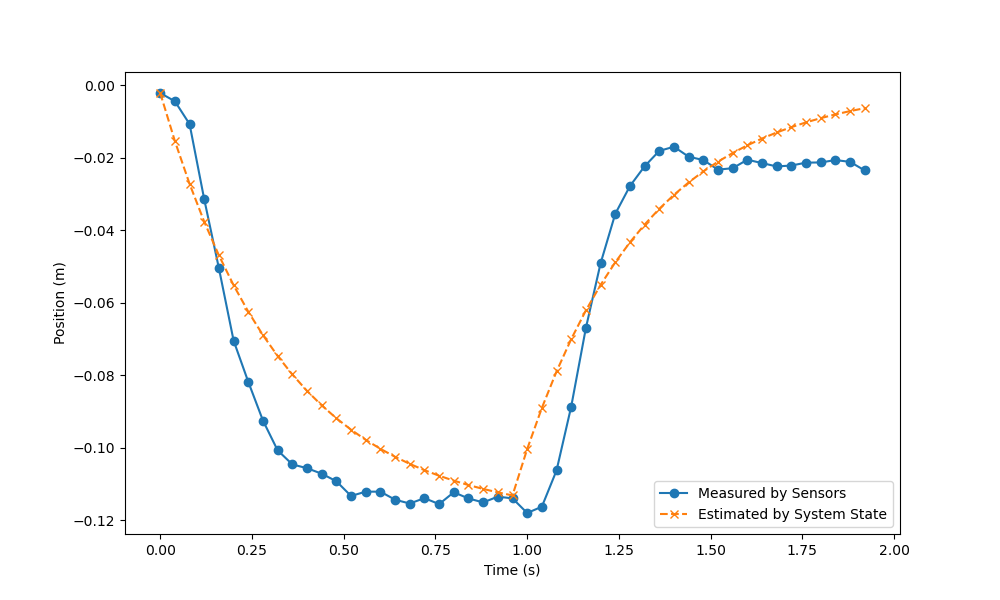 0.00
−0.02
−0.04
−0.06
−0.08
−0.10
−0.12
Position (m)
0.00 0.25 0.50 0.75 1.00 1.25 1.50 1.75 2.00
Time (s)
Measured by Sensors
Estimated by System State